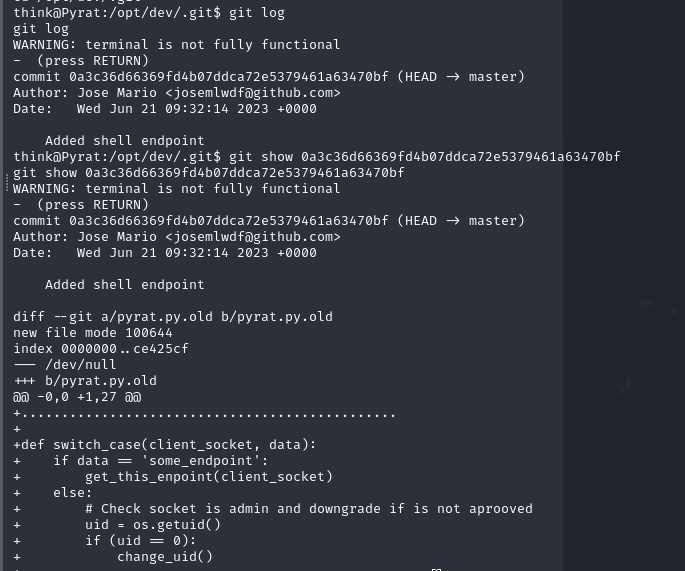 think@Pyrat:/opt/dev/.git$ git log
git log
WARNING: terminal is not fully functional
-  (press RETURN)
commit 0a3c36d66369fd4b07ddca72e5379461a63470bf (HEAD -> master)
Author: Jose Mario <josemlwdf@github.com>
Date:   Wed Jun 21 09:32:14 2023 +0000

    Added shell endpoint
think@Pyrat:/opt/dev/.git$ git show 0a3c36d66369fd4b07ddca72e5379461a63470bf
git show 0a3c36d66369fd4b07ddca72e5379461a63470bf
WARNING: terminal is not fully functional
-  (press RETURN)
commit 0a3c36d66369fd4b07ddca72e5379461a63470bf (HEAD -> master)
Author: Jose Mario <josemlwdf@github.com>
Date:   Wed Jun 21 09:32:14 2023 +0000

    Added shell endpoint

diff --git a/pyrat.py.old b/pyrat.py.old
new file mode 100644
index 0000000..ce425cf
--- /dev/null
+++ b/pyrat.py.old
@@ -0,0 +1,27 @@
+...............................................
+
+def switch_case(client_socket, data):
+    if data == 'some_endpoint':
+        get_this_enpoint(client_socket)
+    else:
+        # Check socket is admin and downgrade if is not aprooved
+        uid = os.getuid()
+        if (uid == 0):
+            change_uid()